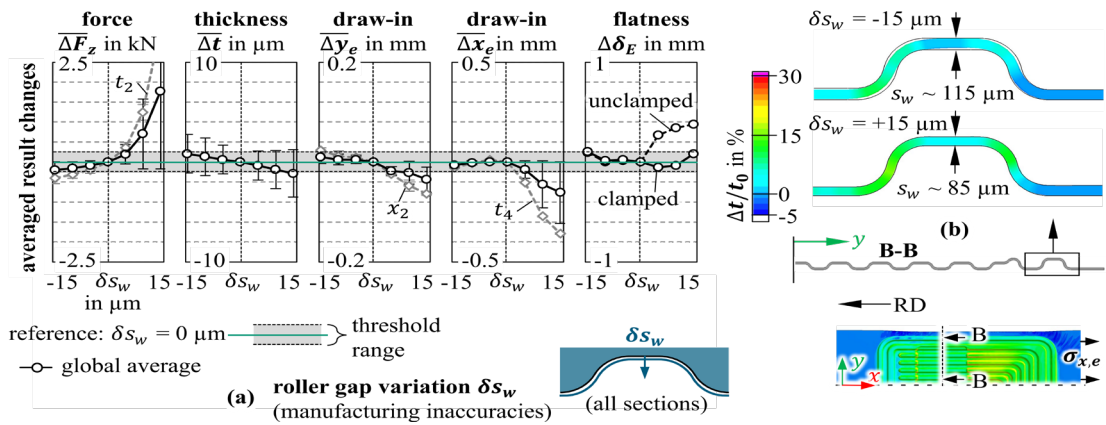 force thickness draw-in draw-in flatness
Δ̅F̅z̅ in kN Δ̅t̅ in μm Δ̅y̅e̅ in mm Δ̅x̅e̅ in mm ΔδE in mm
averaged result changes
2.5 10 0.2 0.5 1
t₂
x₂
t₄
unclamped
clamped
-2.5 -10 -0.2 -0.5 -1
-15 δsw 15 -15 δsw 15 -15 δsw 15 -15 δsw 15 -15 δsw 15
in μm
reference: δsw = 0 μm
threshold
range
global average
(a) roller gap variation δsw
(manufacturing inaccuracies)
δsw
(all sections)
δsw = -15 μm
sw ~ 115 μm
δsw = +15 μm
sw ~ 85 μm
Δt/t₀ in %
30
15
0
-5
(b)
y
B-B
RD
B
B
y
x
σx,e